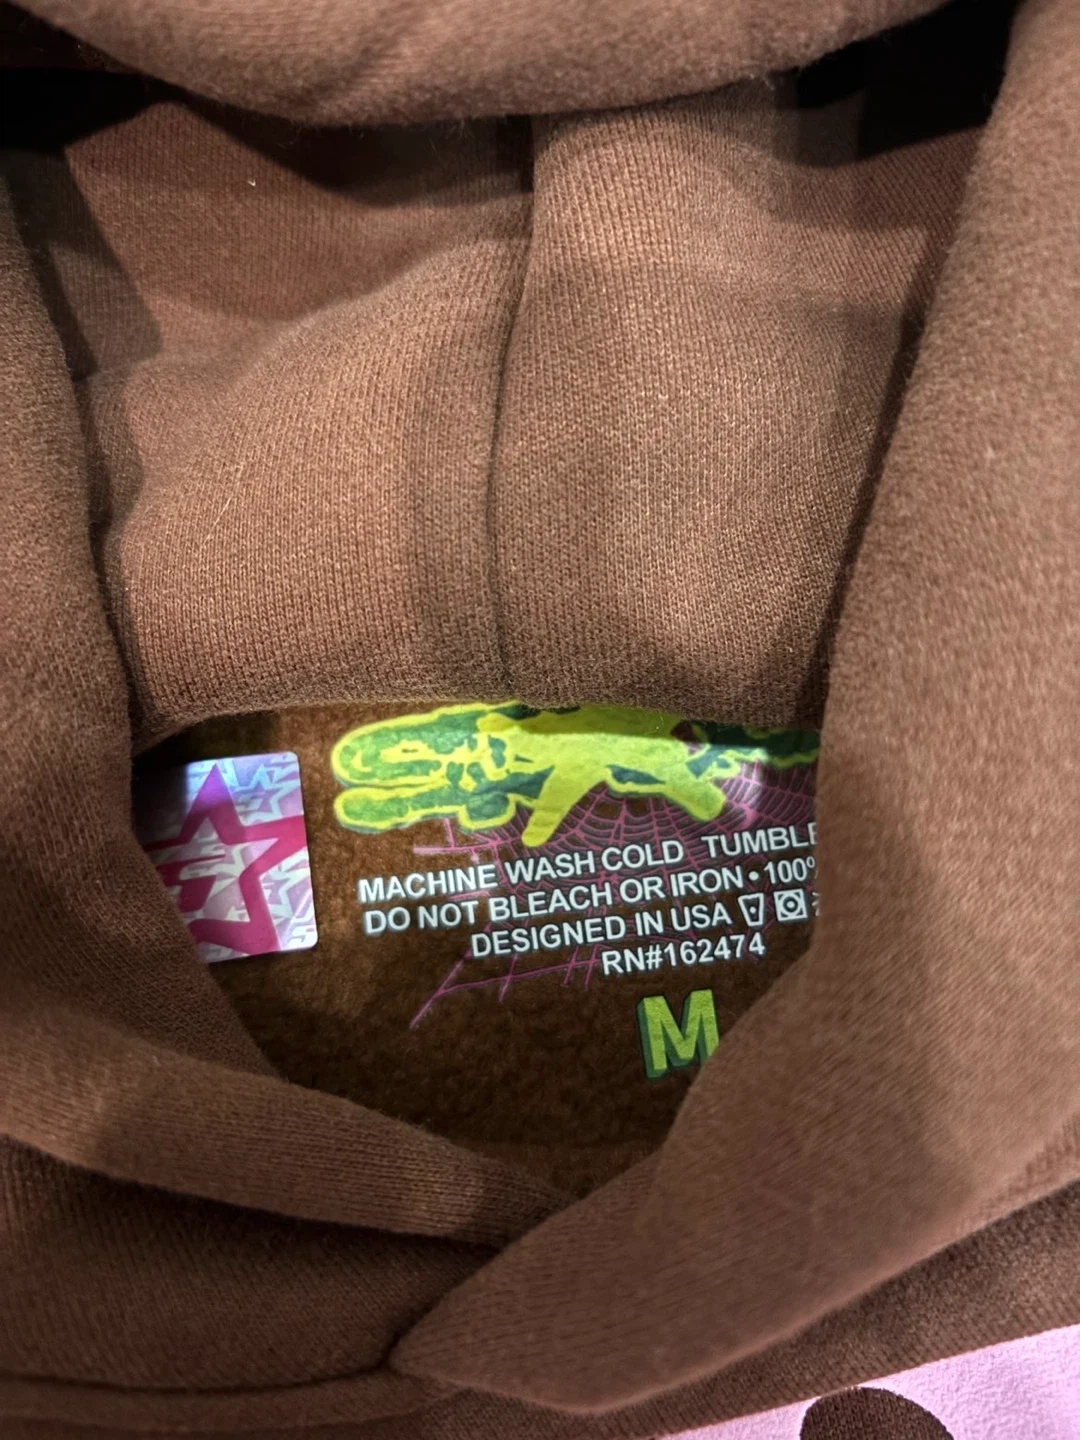 MACHINE WASH COLD TUMBLE
DO NOT BLEACH OR IRON • 100%
DESIGNED IN USA
RN#162474
M